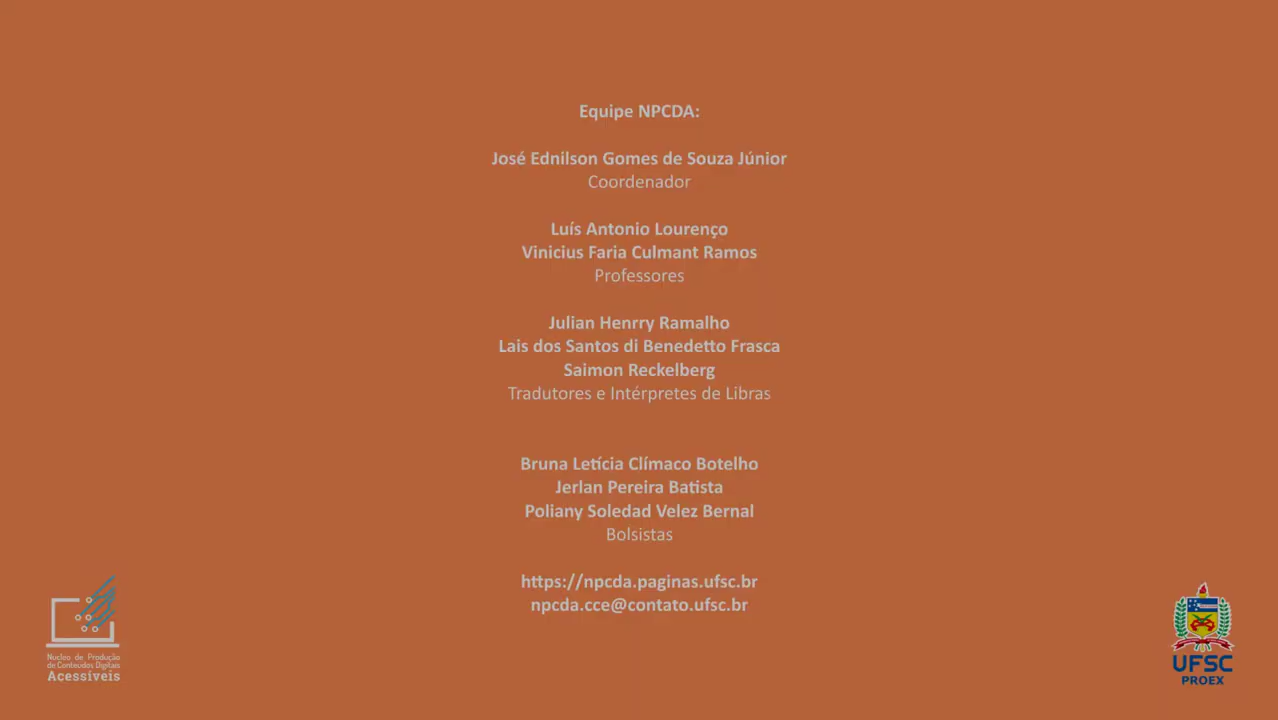 Equipe NPCDA:
José Ednilson Gomes de Souza Júnior
Coordenador
Luís Antonio Lourenço
Vinicius Faria Culmant Ramos
Professores
Julian Henrry Ramalho
Lais dos Santos di Benedetto Frasca
Saimon Reckelberg
Tradutores e Intérpretes de Libras
Bruna Letícia Clímaco Botelho
Jerlan Pereira Batista
Poliany Soledad Velez Bernal
Bolsistas
https://npcda.paginas.ufsc.br
npcda.cce@contato.ufsc.br
Núcleo de Produção
de Conteúdos Digitais
Acessíveis
UFSC
PROEX